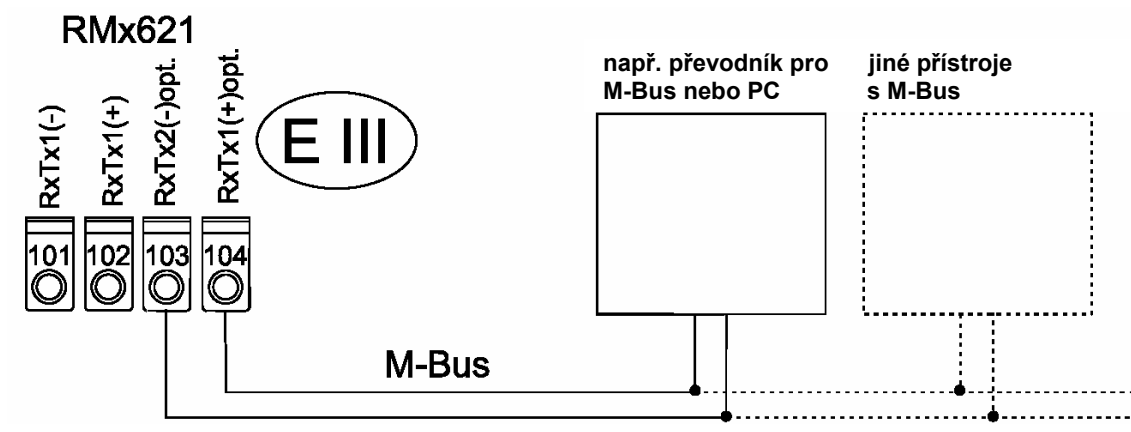 RMx621
RxTx1(-)
RxTx1(+)
RxTx2(-)opt.
RxTx1(+)opt.
E III
101
102
103
104
např. převodník pro
M-Bus nebo PC
jiné přístroje
s M-Bus
M-Bus